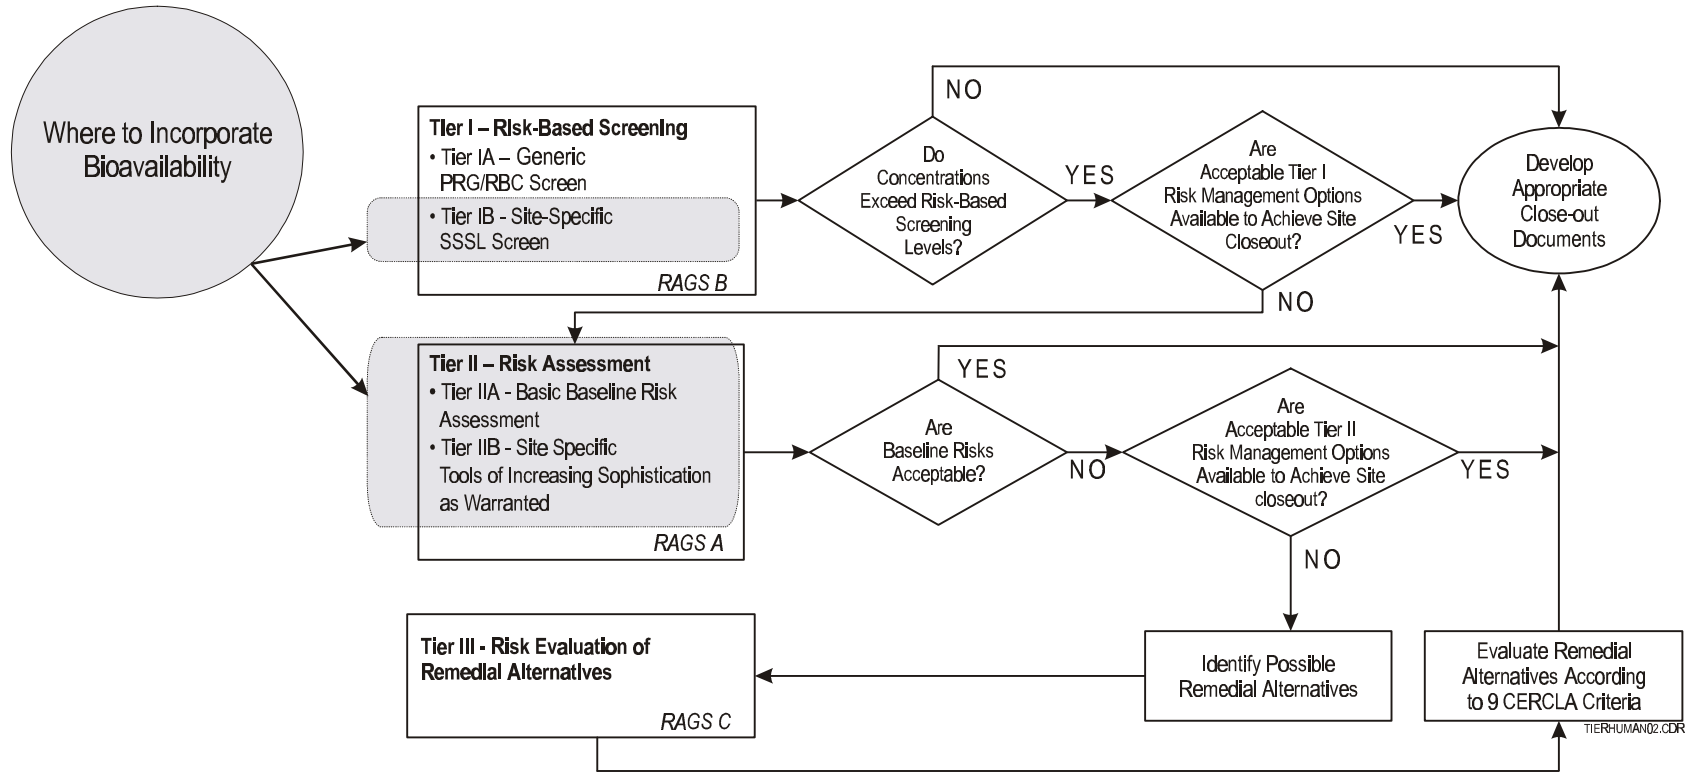 Where to Incorporate
Bioavailability
Tier I – Risk-Based Screening
• Tier IA – Generic
PRG/RBC Screen
• Tier IB - Site-Specific
SSSL Screen
RAGS B
Do
Concentrations
Exceed Risk-Based
Screening
Levels?
NO
YES
Are
Acceptable Tier I
Risk Management Options
Available to Achieve Site
Closeout?
YES
NO
Develop
Appropriate
Close-out
Documents
Tier II – Risk Assessment
• Tier IIA - Basic Baseline Risk
Assessment
• Tier IIB - Site Specific
Tools of Increasing Sophistication
as Warranted
RAGS A
Are
Baseline Risks
Acceptable?
YES
NO
Are
Acceptable Tier II
Risk Management Options
Available to Achieve Site
closeout?
YES
NO
Tier III - Risk Evaluation of
Remedial Alternatives
RAGS C
Identify Possible
Remedial Alternatives
Evaluate Remedial
Alternatives According
to 9 CERCLA Criteria
TIERHUMAN02.CDR